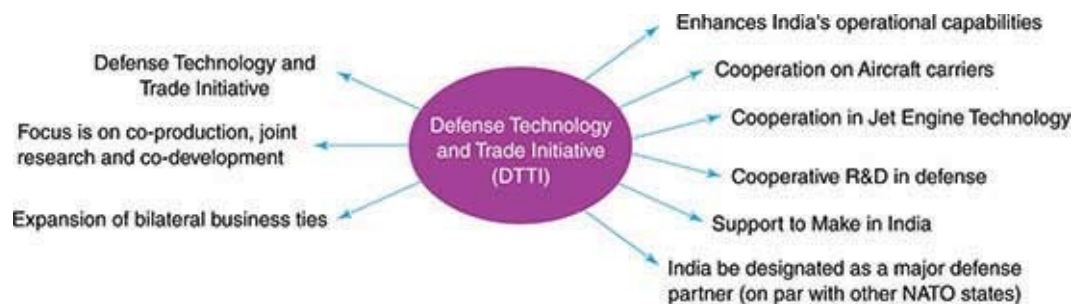 Defense Technology and
Trade Initiative
Focus is on co-production, joint
research and co-development
Expansion of bilateral business ties
Defense Technology
and Trade Initiative
(DTTI)
Enhances India's operational capabilities
Cooperation on Aircraft carriers
Cooperation in Jet Engine Technology
Cooperative R&D in defense
Support to Make in India
India be designated as a major defense
partner (on par with other NATO states)